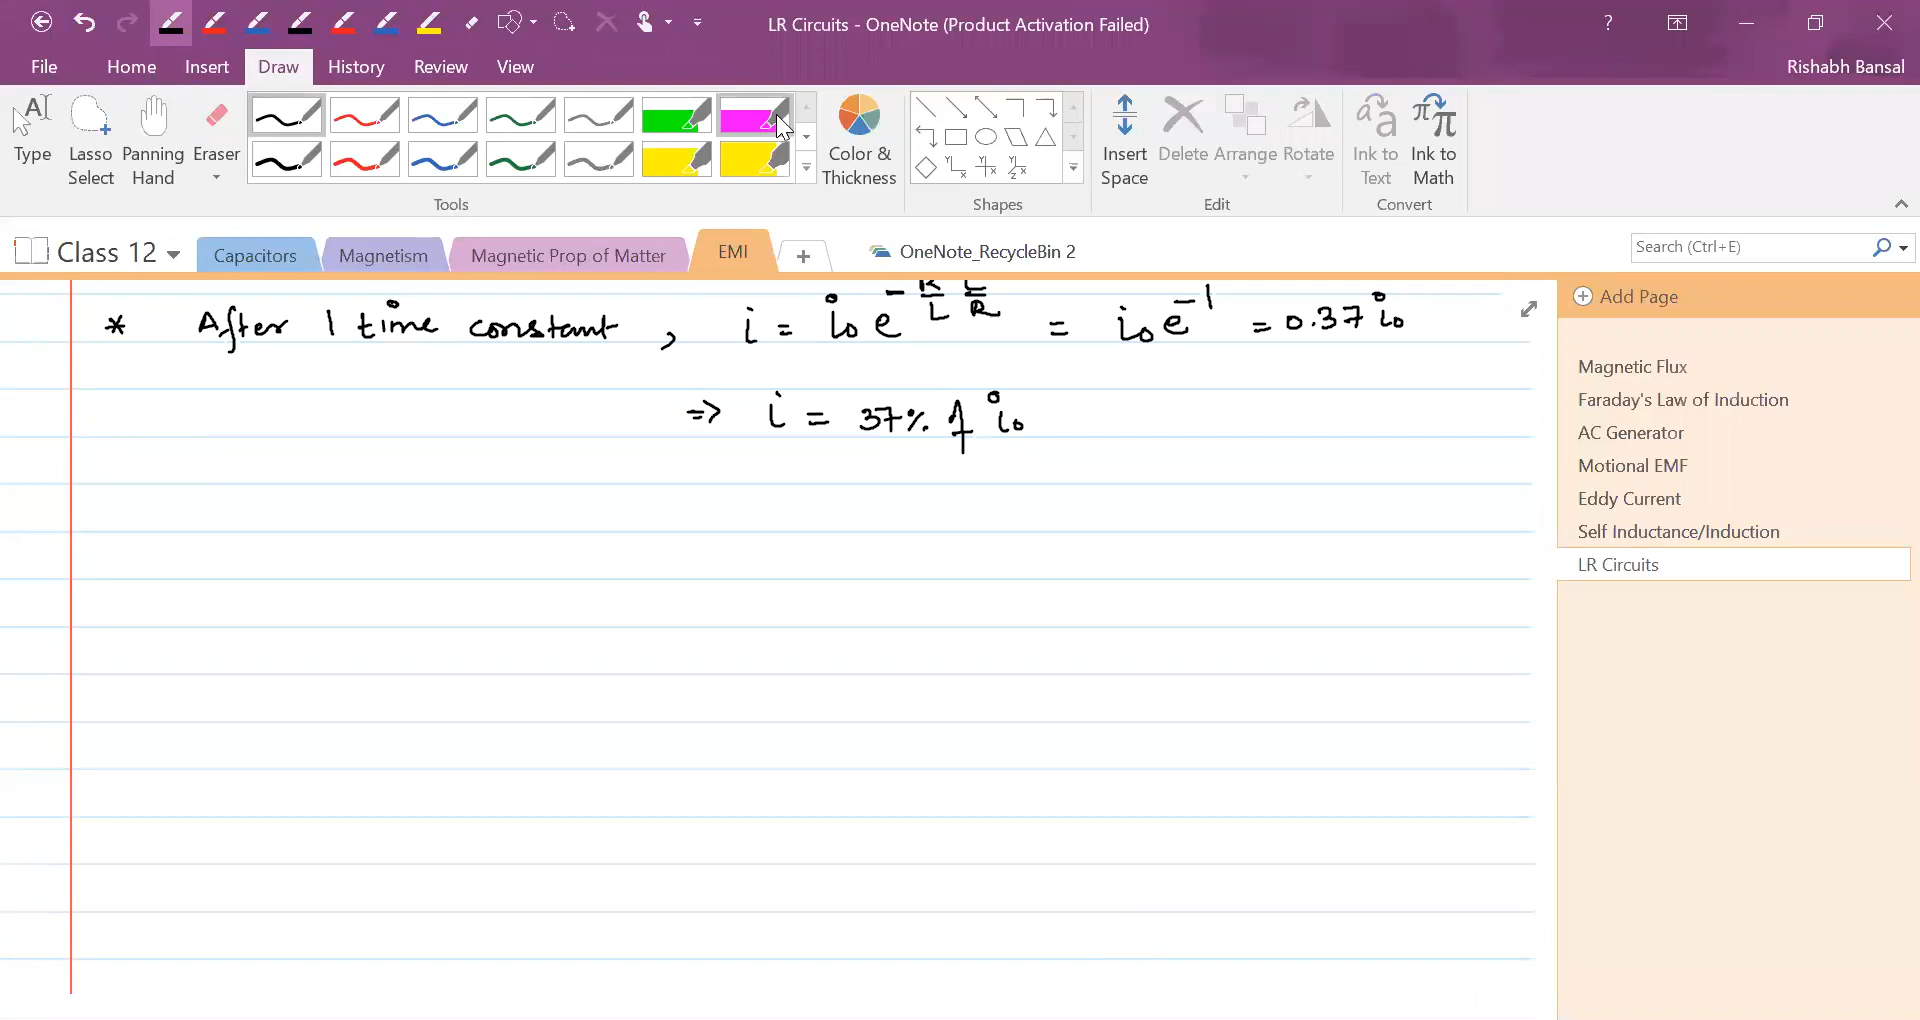 LR Circuits - OneNote (Product Activation Failed)
?
File Home Insert Draw History Review View
Rishabh Bansal
Type
Lasso Select
Panning Hand
Eraser
Color & Thickness
Insert Space
Delete Arrange Rotate
Ink to Text
Ink to Math
Tools
Shapes
Edit
Convert
Class 12
Capacitors
Magnetism
Magnetic Prop of Matter
EMI
+
OneNote_RecycleBin 2
Search (Ctrl+E)
* After 1 time constant, i = i₀ e^(-R/L L/R) = i₀ e⁻¹ = 0.37 i₀
=> i = 37% of i₀
Add Page
Magnetic Flux
Faraday's Law of Induction
AC Generator
Motional EMF
Eddy Current
Self Inductance/Induction
LR Circuits